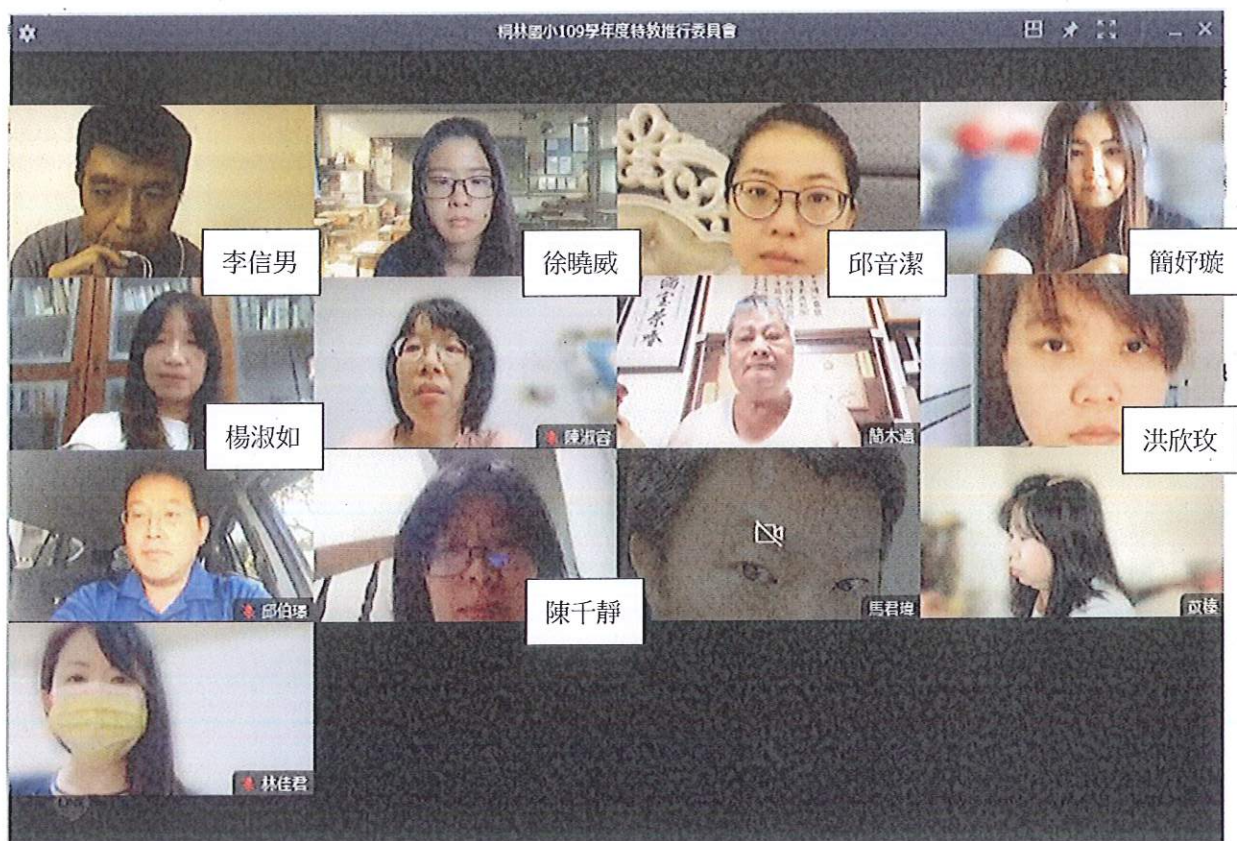 桐林國小109學年度特教推行委員會
李信男
徐曉威
邱音潔
簡妤璇
楊淑如
陳淑容
簡木通
洪欣玫
邱伯璟
陳千靜
馬君瑋
林佳君